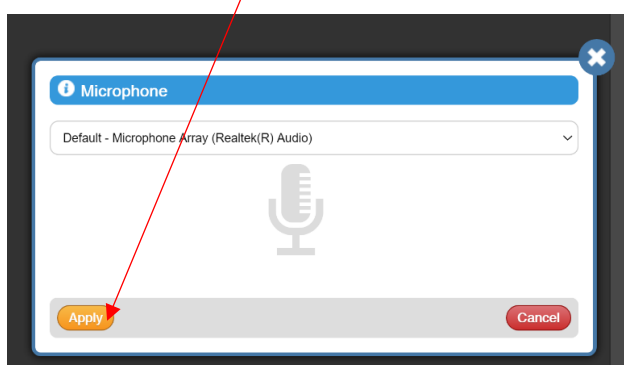 Microphone
Default - Microphone Array (Realtek(R) Audio)
Apply
Cancel